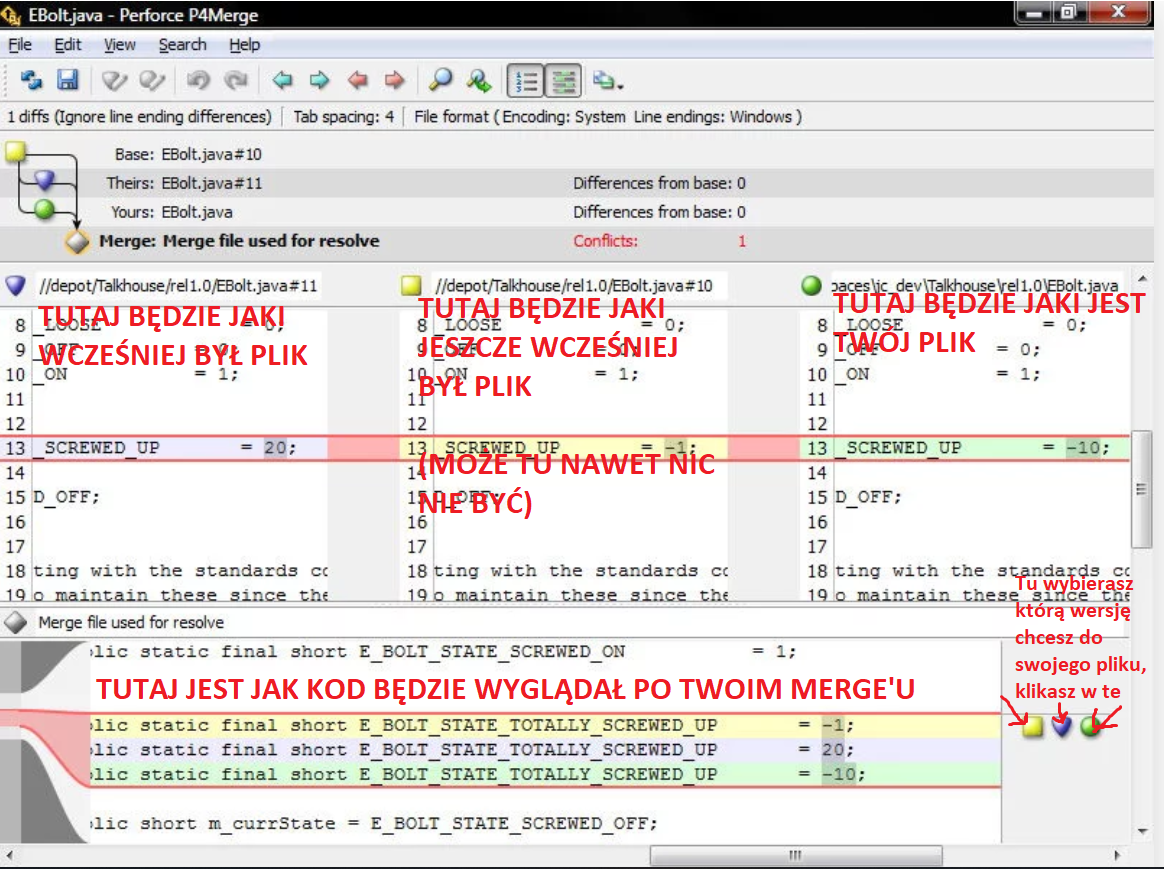 EBolt.java - Perforce P4Merge
File Edit View Search Help
1 diffs (Ignore line ending differences) Tab spacing: 4 File format ( Encoding: System Line endings: Windows )
Base: EBolt.java#10
Theirs: EBolt.java#11 Differences from base: 0
Yours: EBolt.java Differences from base: 0
Merge: Merge file used for resolve Conflicts: 1
//depot/Talkhouse/rel1.0/EBolt.java#11
TUTAJ BĘDZIE JAKI
WCZEŚNIEJ BYŁ PLIK
8 _LOOSE = 0;
9 _OFF = 0;
10 _ON = 1;
11
12
13 _SCREWED_UP = 20;
14
15 D_OFF;
16
17
18 ting with the standards co
19 o maintain these since the
//depot/Talkhouse/rel1.0/EBolt.java#10
TUTAJ BĘDZIE JAKI
JESZCZE WCZEŚNIEJ
BYŁ PLIK
(MOŻE TU NAWET NIC
NIE BYĆ)
8 _LOOSE = 0;
9 _OFF = 0;
10 _ON = 1;
11
12
13 _SCREWED_UP = -1;
14
15 D_OFF;
16
17
18 ting with the standards co
19 o maintain these since the
paces\jc_dev\Talkhouse\rel1.0\EBolt.java
TUTAJ BĘDZIE JAKI JEST
TWÓJ PLIK
8 _LOOSE = 0;
9 _OFF = 0;
10 _ON = 1;
11
12
13 _SCREWED_UP = -10;
14
15 D_OFF;
16
17
18 ting with the standards co
19 o maintain these since the
Tu wybierasz
którą wersję
chcesz do
swojego pliku,
klikasz w te
Merge file used for resolve
blic static final short E_BOLT_STATE_SCREWED_ON = 1;
TUTAJ JEST JAK KOD BĘDZIE WYGLĄDAŁ PO TWOIM MERGE'U
blic static final short E_BOLT_STATE_TOTALLY_SCREWED_UP = -1;
blic static final short E_BOLT_STATE_TOTALLY_SCREWED_UP = 20;
blic static final short E_BOLT_STATE_TOTALLY_SCREWED_UP = -10;
blic short m_currState = E_BOLT_STATE_SCREWED_OFF;